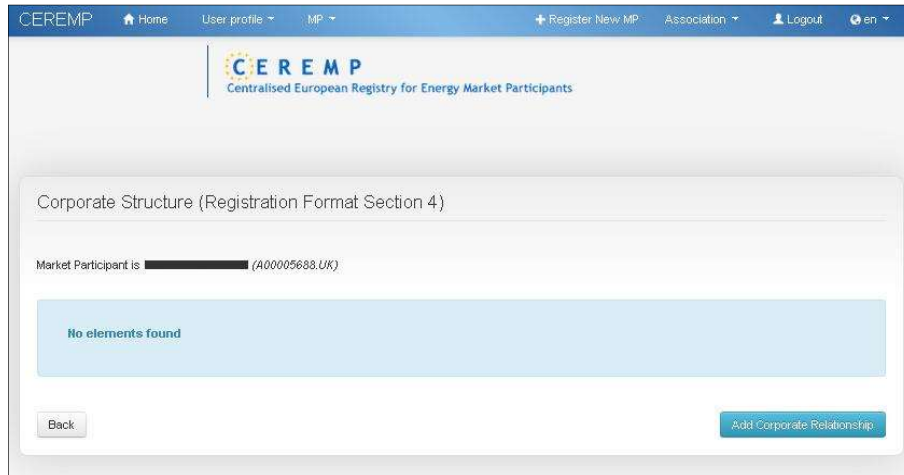 CEREMP Home User profile MP Register New MP Association Logout en
CEREMP
Centralised European Registry for Energy Market Participants
Corporate Structure (Registration Format Section 4)
Market Participant is (A00005688.UK)
No elements found
Back Add Corporate Relationship